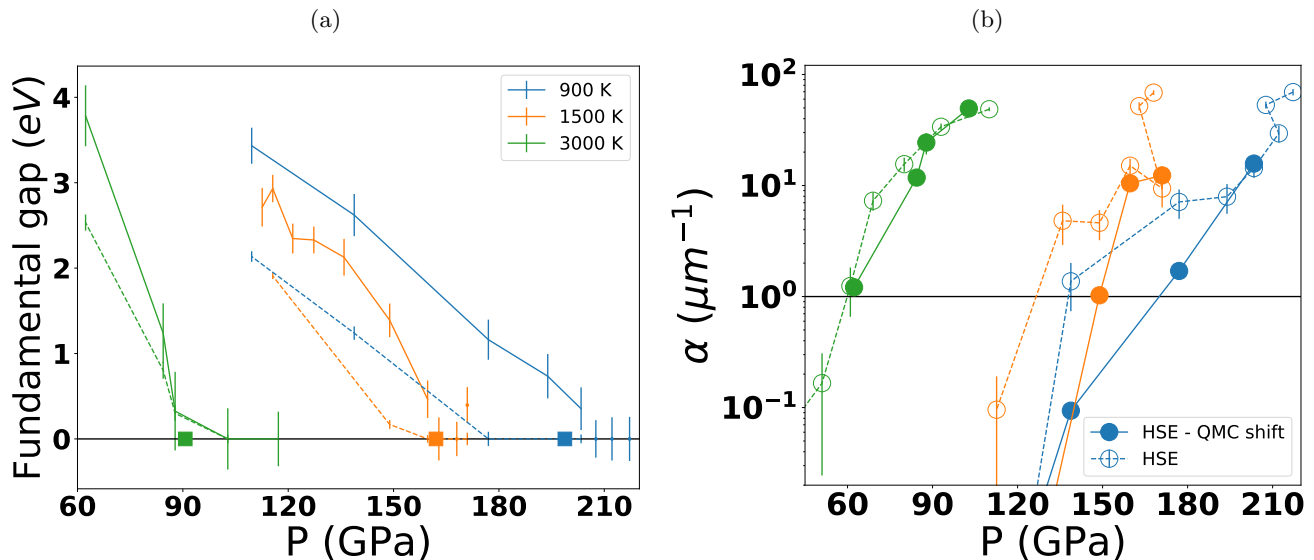 (a)
Fundamental gap (eV)
4
3
2
1
0
60 90 120 150 180 210
P (GPa)
900 K
1500 K
3000 K
(b)
α (μm⁻¹)
10²
10¹
10⁰
10⁻¹
60 90 120 150 180 210
P (GPa)
HSE - QMC shift
HSE